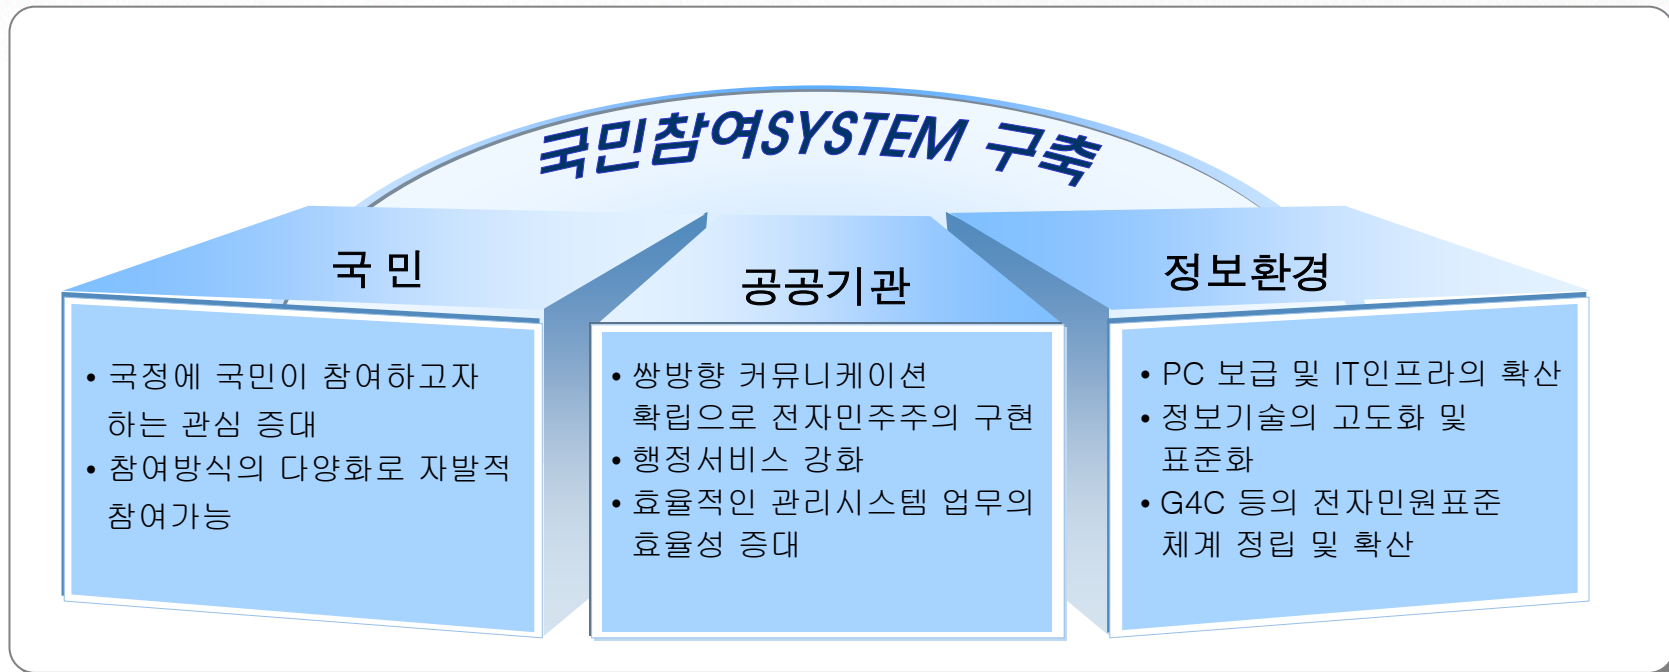 국민참여SYSTEM 구축
국 민
• 국정에 국민이 참여하고자
하는 관심 증대
• 참여방식의 다양화로 자발적
참여가능
공공기관
• 쌍방향 커뮤니케이션
확립으로 전자민주주의 구현
• 행정서비스 강화
• 효율적인 관리시스템 업무의
효율성 증대
정보환경
• PC 보급 및 IT인프라의 확산
• 정보기술의 고도화 및
표준화
• G4C 등의 전자민원표준
체계 정립 및 확산